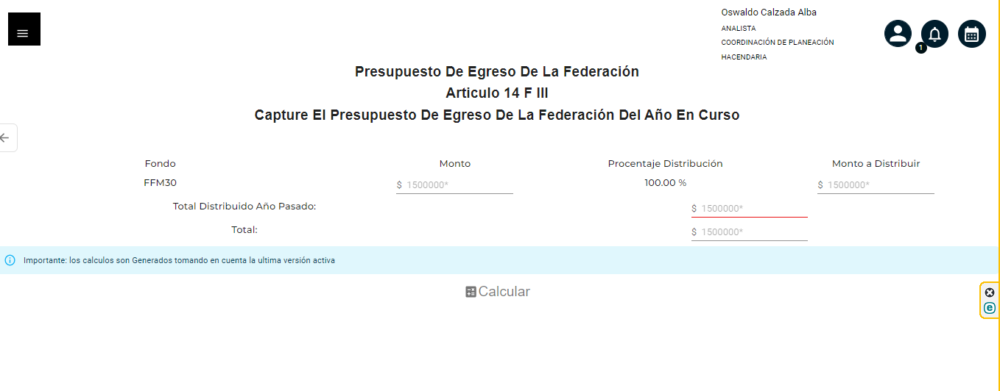 Oswaldo Calzada Alba
ANALISTA
COORDINACIÓN DE PLANEACIÓN
HACENDARIA
1
Presupuesto De Egreso De La Federación
Articulo 14 F III
Capture El Presupuesto De Egreso De La Federación Del Año En Curso
Fondo Monto Procentaje Distribución Monto a Distribuir
FFM30 $ 1500000* 100.00 % $ 1500000*
Total Distribuido Año Pasado: $ 1500000*
Total: $ 1500000*
Importante: los calculos son Generados tomando en cuenta la ultima versión activa
Calcular
e